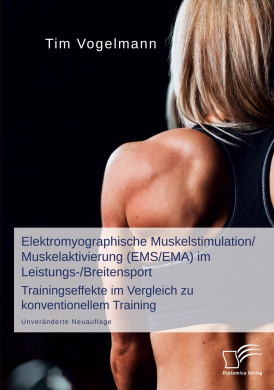 Tim Vogelmann
Elektromyographische Muskelstimulation/
Muskelaktivierung (EMS/EMA) im
Leistungs-/Breitensport
Trainingseffekte im Vergleich zu
konventionellem Training
Unveränderte Neuauflage
Diplomica Verlag